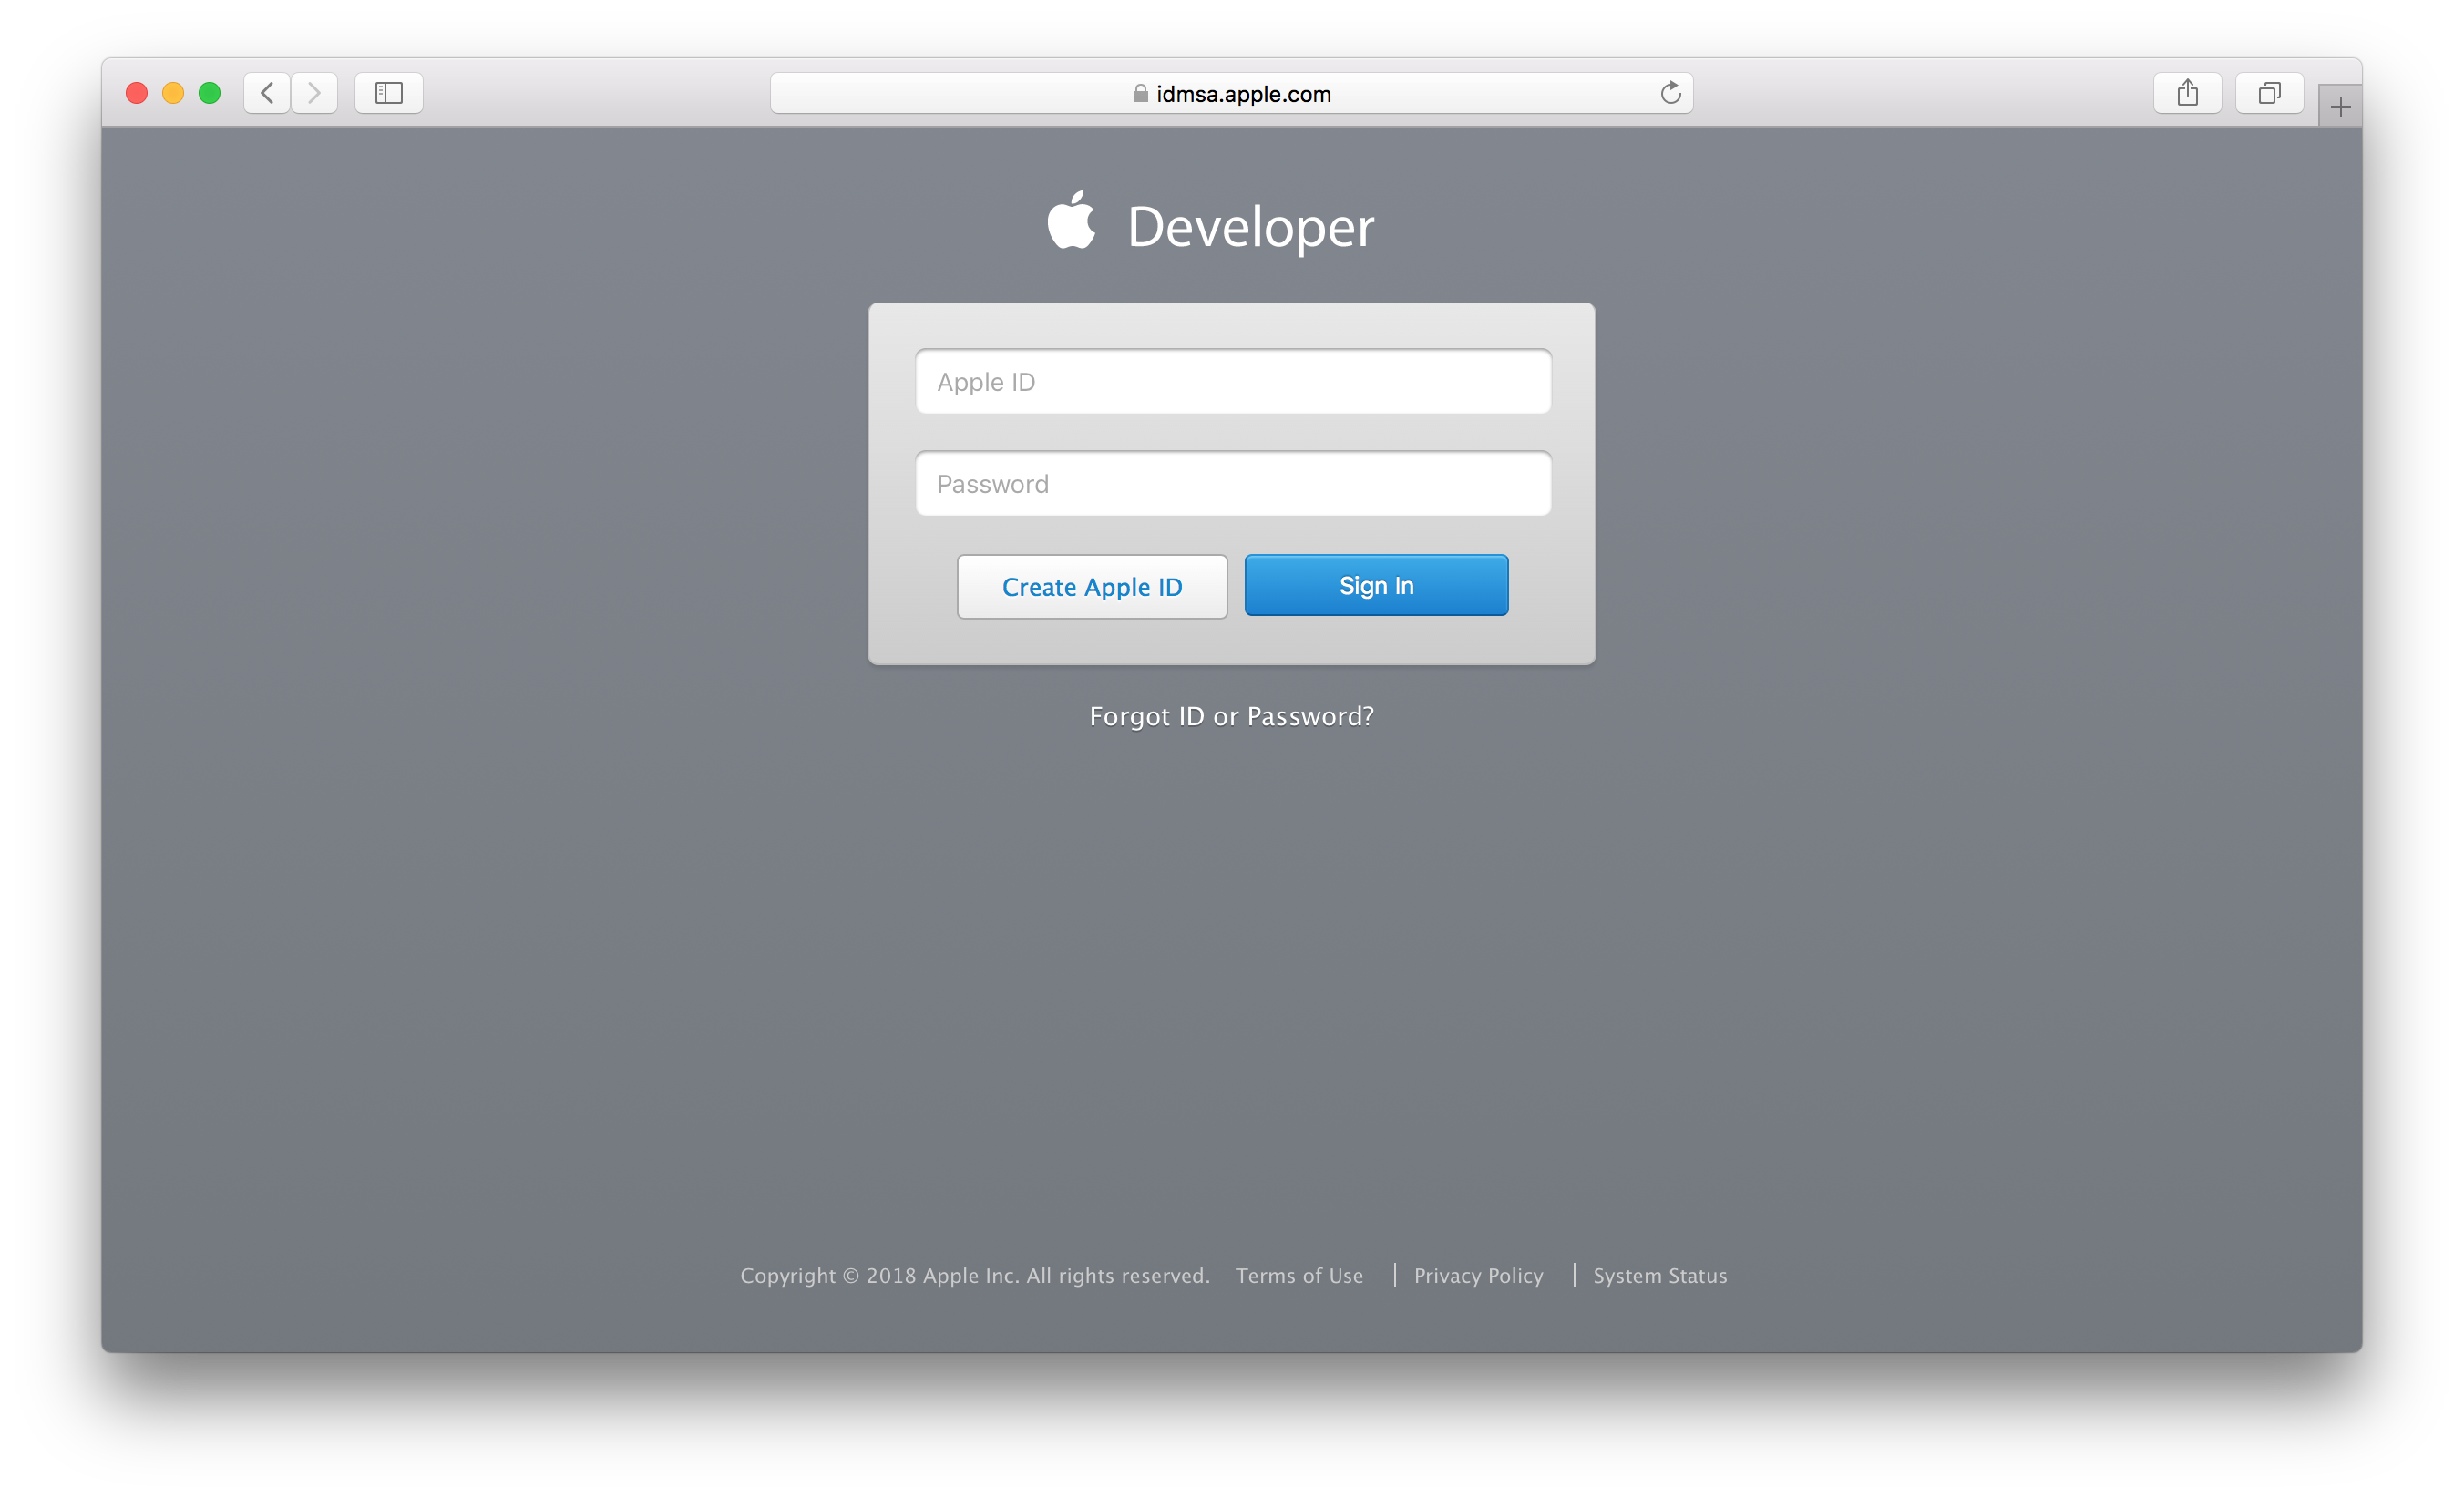 idmsa.apple.com
Developer
Apple ID
Password
Create Apple ID Sign In
Forgot ID or Password?
Copyright © 2018 Apple Inc. All rights reserved. Terms of Use | Privacy Policy | System Status